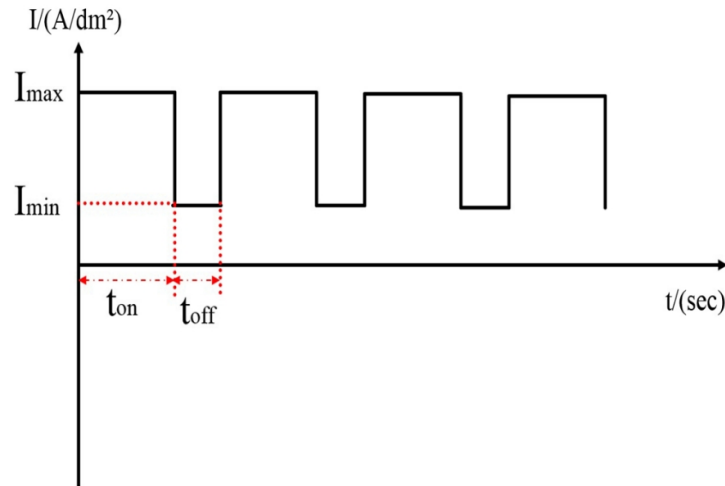 I/(A/dm²)
Imax
Imin
ton toff
t/(sec)